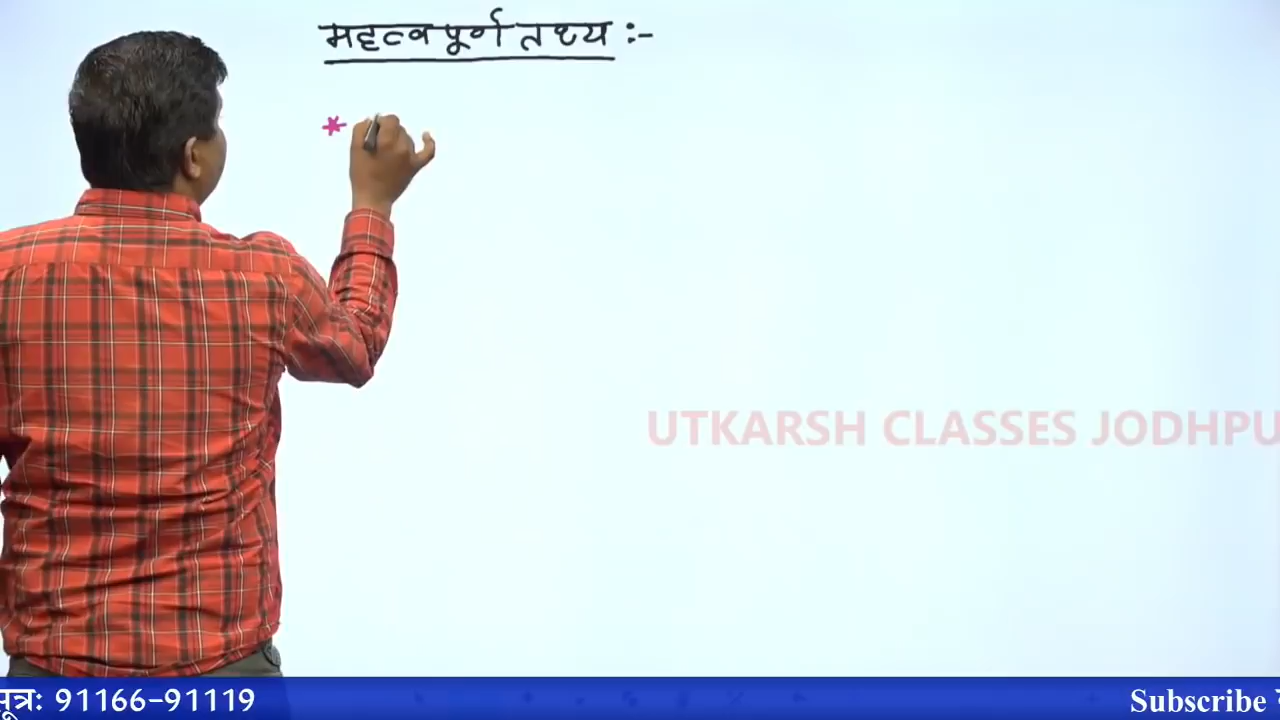 महत्वपूर्ण तथ्य :-
*
UTKARSH CLASSES JODHPU
सूत्रः 91166-91119
Subscribe